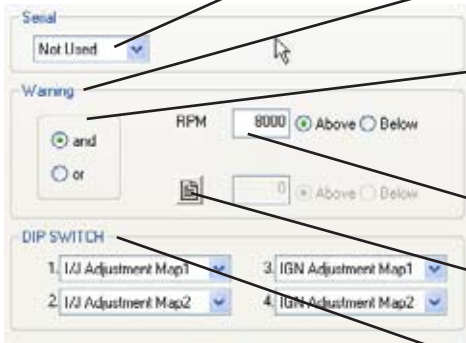 Serial
Not Used
Warning
and
or
RPM 8000 Above Below
0 Above Below
DIP SWITCH
1. I/J Adjustment Map1 3. IGN Adjustment Map1
2. I/J Adjustment Map2 4. IGN Adjustment Map2